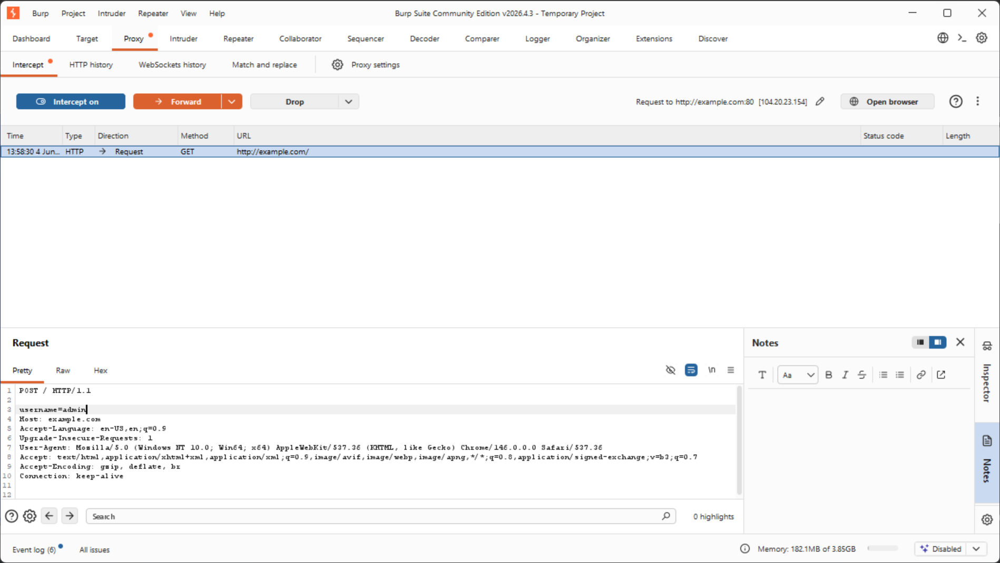 Burp Project Intruder Repeater View Help Burp Suite Community Edition v2026.4.3 - Temporary Project
Dashboard Target Proxy Intruder Repeater Collaborator Sequencer Decoder Comparer Logger Organizer Extensions Discover
Intercept HTTP history WebSockets history Match and replace Proxy settings
Intercept on Forward Drop Request to http://example.com:80 [104.20.23.154] Open browser
Time Type Direction Method URL Status code Length
13:58:30 4 Jun... HTTP Request GET http://example.com/
Request
Pretty Raw Hex \n
1 POST / HTTP/1.1
2
3 username=admin
4 Host: example.com
5 Accept-Language: en-US,en;q=0.9
6 Upgrade-Insecure-Requests: 1
7 User-Agent: Mozilla/5.0 (Windows NT 10.0; Win64; x64) AppleWebKit/537.36 (KHTML, like Gecko) Chrome/146.0.0.0 Safari/537.36
8 Accept: text/html,application/xhtml+xml,application/xml;q=0.9,image/avif,image/webp,image/apng,*/*;q=0.8,application/signed-exchange;v=b3;q=0.7
9 Accept-Encoding: gzip, deflate, br
10 Connection: keep-alive
11
12
Search 0 highlights
Notes
T Aa B I S
Inspector
Notes
Event log (6) All issues Memory: 182.1MB of 3.85GB Disabled